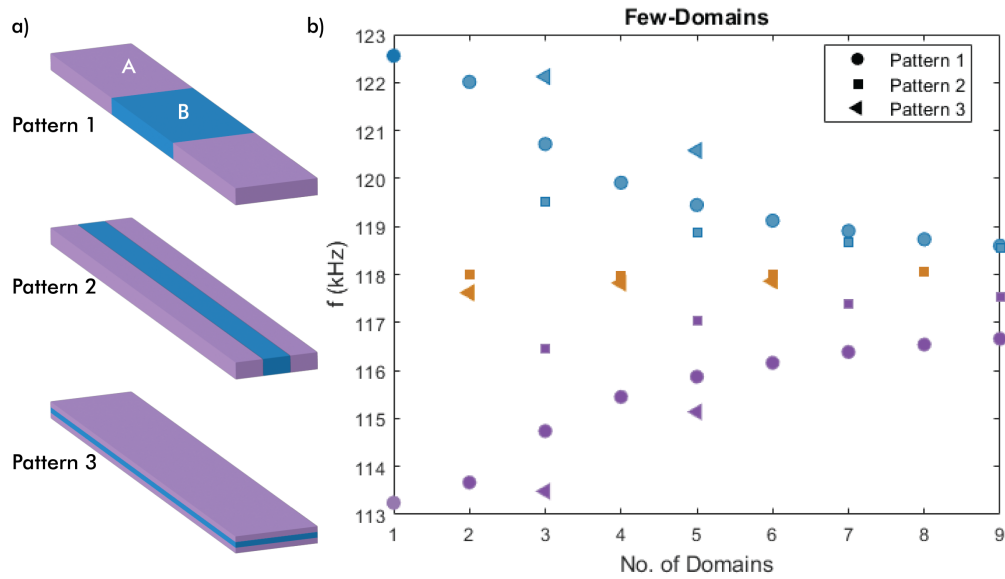 a)
A
B
Pattern 1
Pattern 2
Pattern 3
b)
Few-Domains
123
122
121
120
119
118
117
116
115
114
113
f (kHz)
1 2 3 4 5 6 7 8 9
No. of Domains
Pattern 1
Pattern 2
Pattern 3